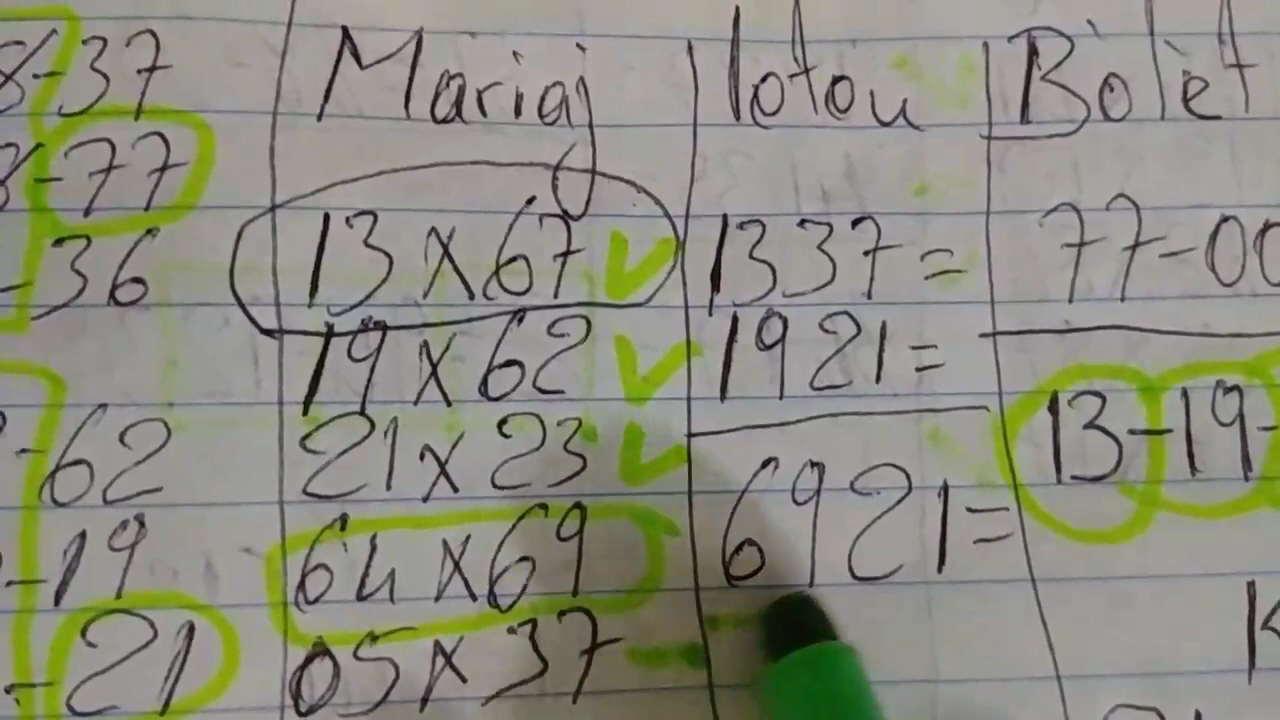 8-37 Mariaj lotou Bolèt
8-77
-36 13x67 1337= 77-00
19x62 1921=
-62 21x23 13-19-
-19 64x69 6921=
-21 05x37